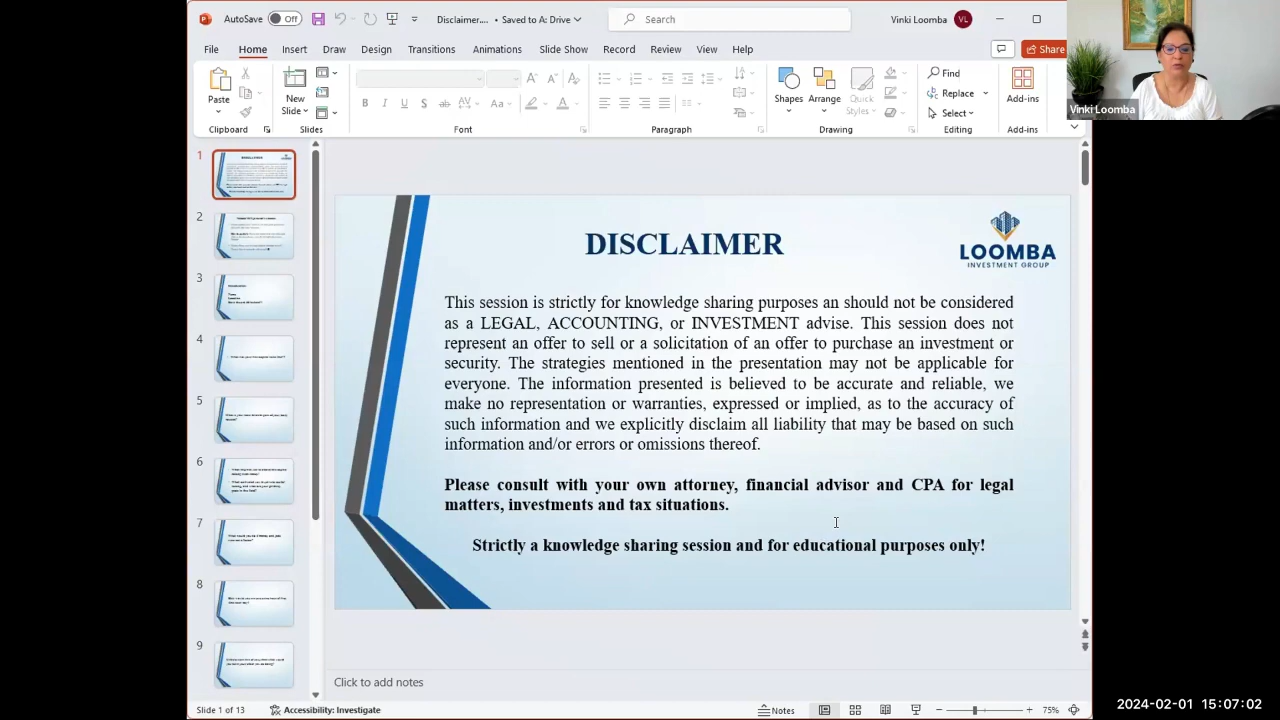 AutoSave
Off
Disclaimer.... • Saved to A: Drive
Search
Vinki Loomba
VL
File
Home
Insert
Draw
Design
Transitions
Animations
Slide Show
Record
Review
View
Help
Share
Vinki Loomba
Paste
New
Slide
Shapes
Arrange
Quick
Styles
Find
Replace
Select
Add-ins
Clipboard
Slides
Font
Paragraph
Drawing
Editing
Add-ins
1
2
3
4
5
6
7
8
9
DISCLAIMER
LOOMBA
INVESTMENT GROUP
This session is strictly for knowledge sharing purposes an should not be considered
as a LEGAL, ACCOUNTING, or INVESTMENT advise. This session does not
represent an offer to sell or a solicitation of an offer to purchase an investment or
security. The strategies mentioned in the presentation may not be applicable for
everyone. The information presented is believed to be accurate and reliable, we
make no representation or warranties, expressed or implied, as to the accuracy of
such information and we explicitly disclaim all liability that may be based on such
information and/or errors or omissions thereof.
Please consult with your own attorney, financial advisor and CPA for legal
matters, investments and tax situations.
Strictly a knowledge sharing session and for educational purposes only!
Click to add notes
Slide 1 of 13
Accessibility: Investigate
Notes
75%
2024-02-01 15:07:02